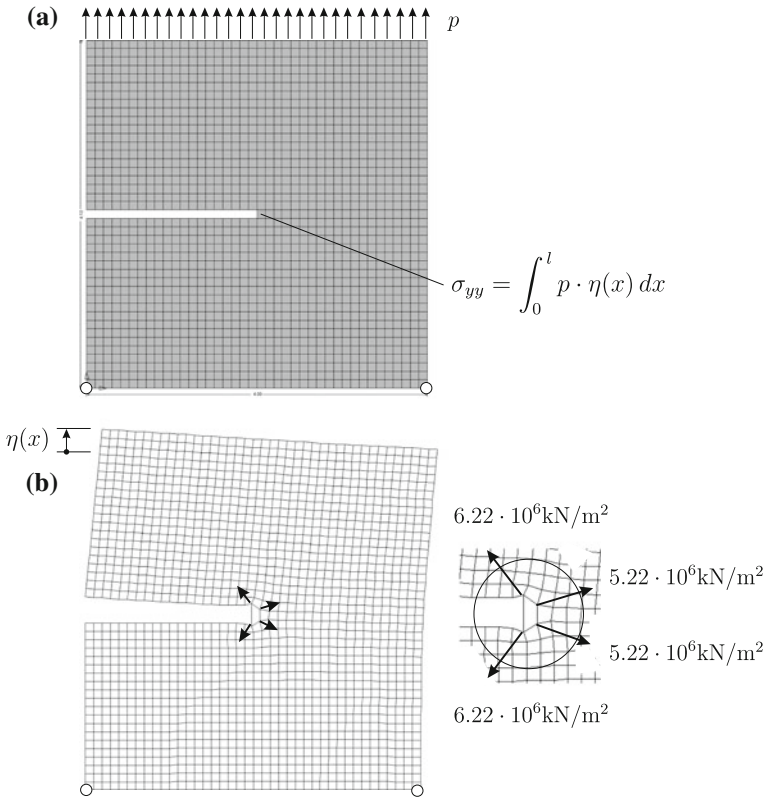 (a)
p
σ_yy = ∫_0^l p · η(x) dx
η(x)
(b)
6.22 · 10^6 kN/m^2
5.22 · 10^6 kN/m^2
5.22 · 10^6 kN/m^2
6.22 · 10^6 kN/m^2